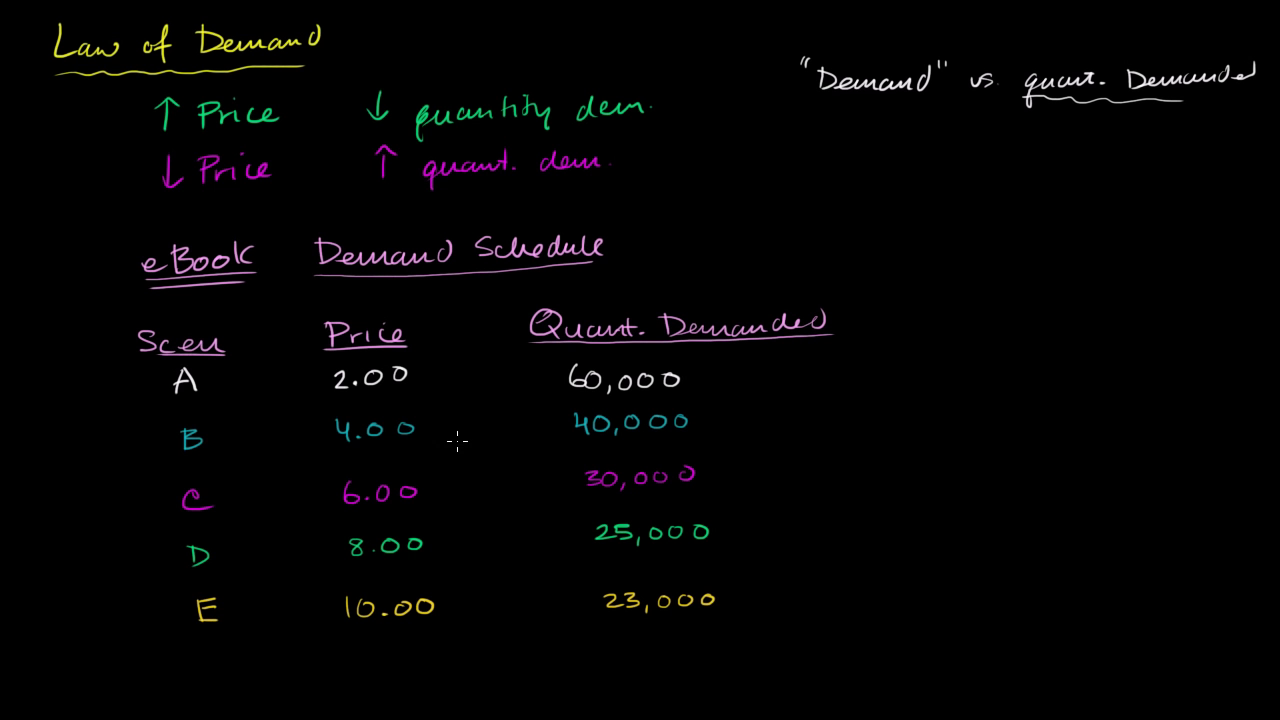 Law of Demand
"Demand" vs. quant. Demanded
↑ Price ↓ quantity dem.
↓ Price ↑ quant. dem.
eBook Demand Schedule
Scen Price Quant. Demanded
A 2.00 60,000
B 4.00 40,000
C 6.00 30,000
D 8.00 25,000
E 10.00 23,000